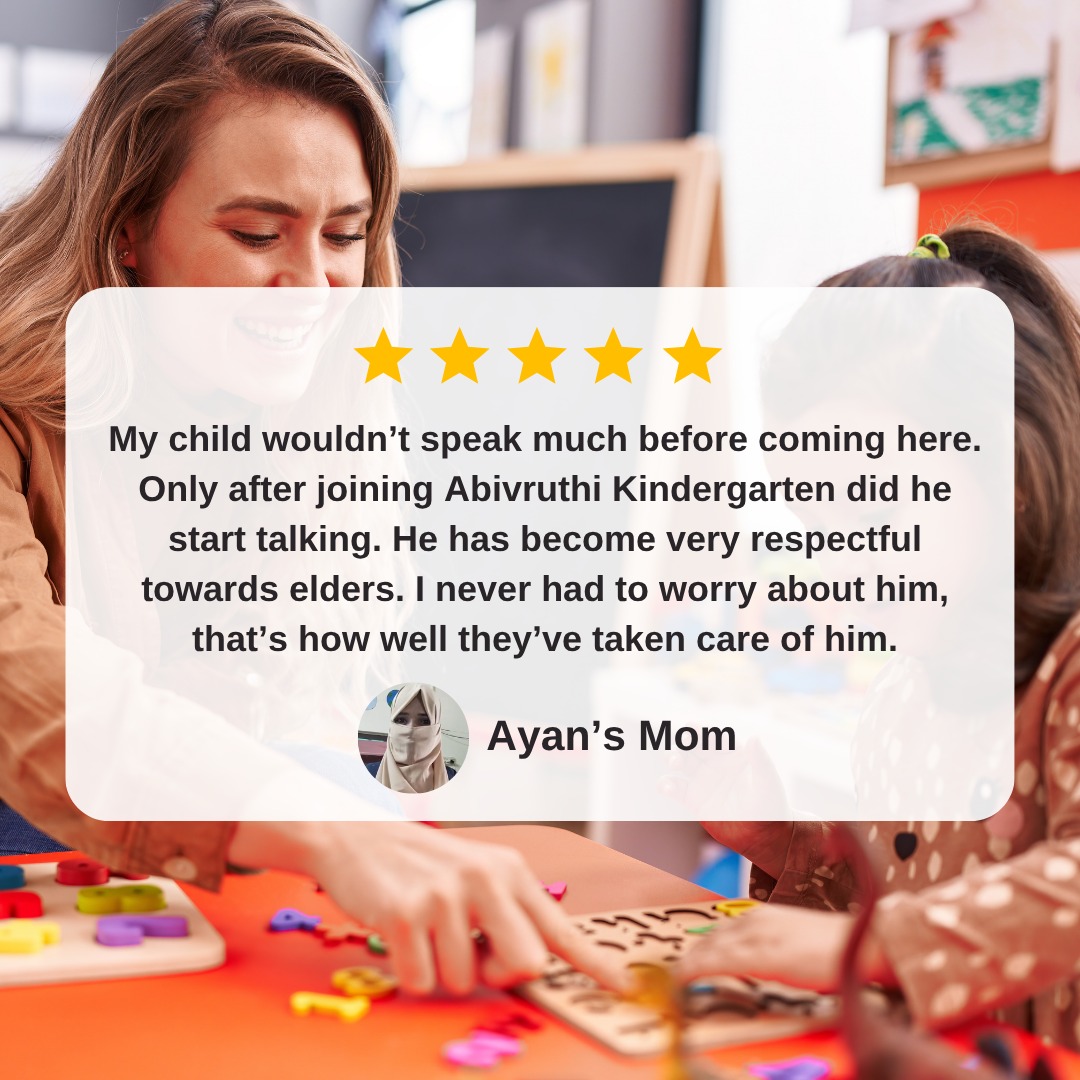 My child wouldn’t speak much before coming here.
Only after joining Abivruthi Kindergarten did he
start talking. He has become very respectful
towards elders. I never had to worry about him,
that’s how well they’ve taken care of him.
Ayan’s Mom